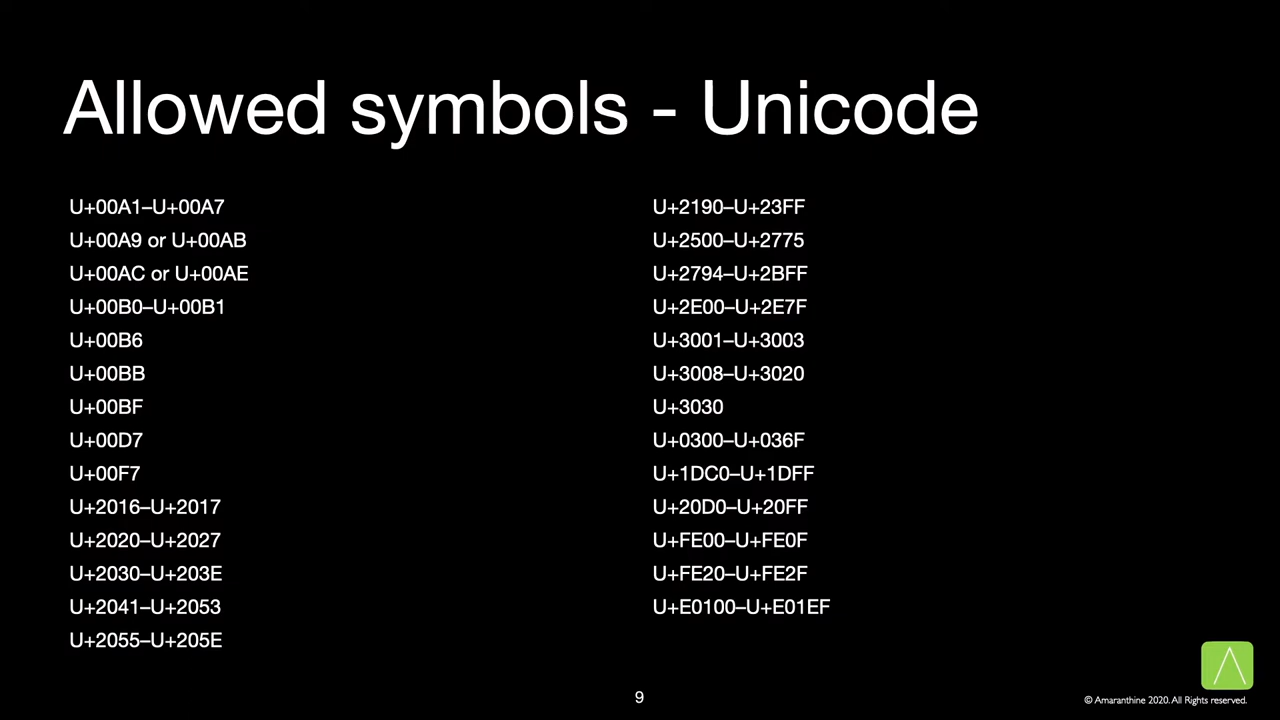 Allowed symbols - Unicode
U+00A1–U+00A7
U+00A9 or U+00AB
U+00AC or U+00AE
U+00B0–U+00B1
U+00B6
U+00BB
U+00BF
U+00D7
U+00F7
U+2016–U+2017
U+2020–U+2027
U+2030–U+203E
U+2041–U+2053
U+2055–U+205E
U+2190–U+23FF
U+2500–U+2775
U+2794–U+2BFF
U+2E00–U+2E7F
U+3001–U+3003
U+3008–U+3020
U+3030
U+0300–U+036F
U+1DC0–U+1DFF
U+20D0–U+20FF
U+FE00–U+FE0F
U+FE20–U+FE2F
U+E0100–U+E01EF
9
© Amaranthine 2020. All Rights reserved.